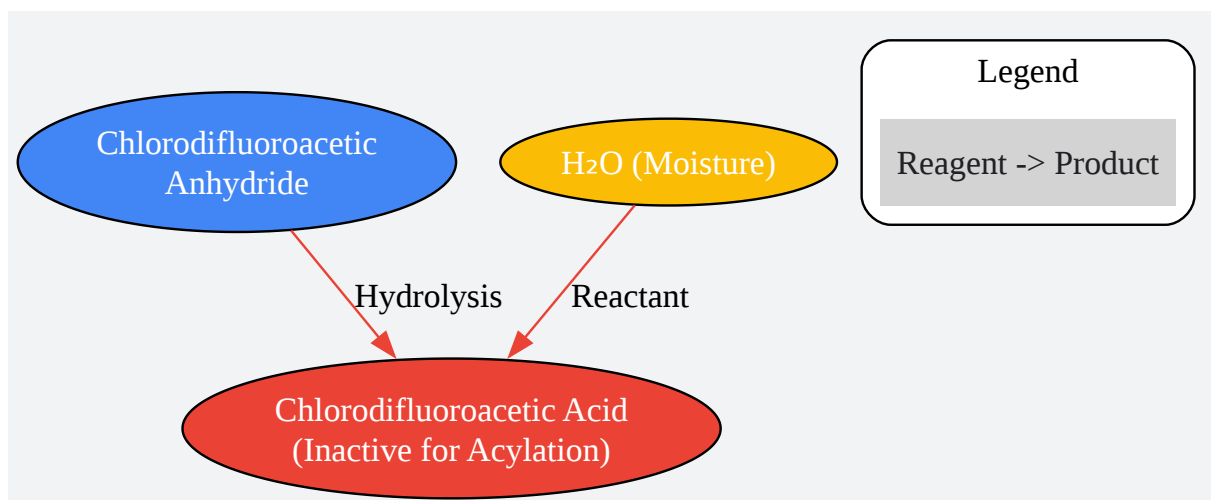 Chlorodifluoroacetic
Anhydride
H₂O (Moisture)
Legend
Reagent -> Product
Hydrolysis
Reactant
Chlorodifluoroacetic Acid
(Inactive for Acylation)